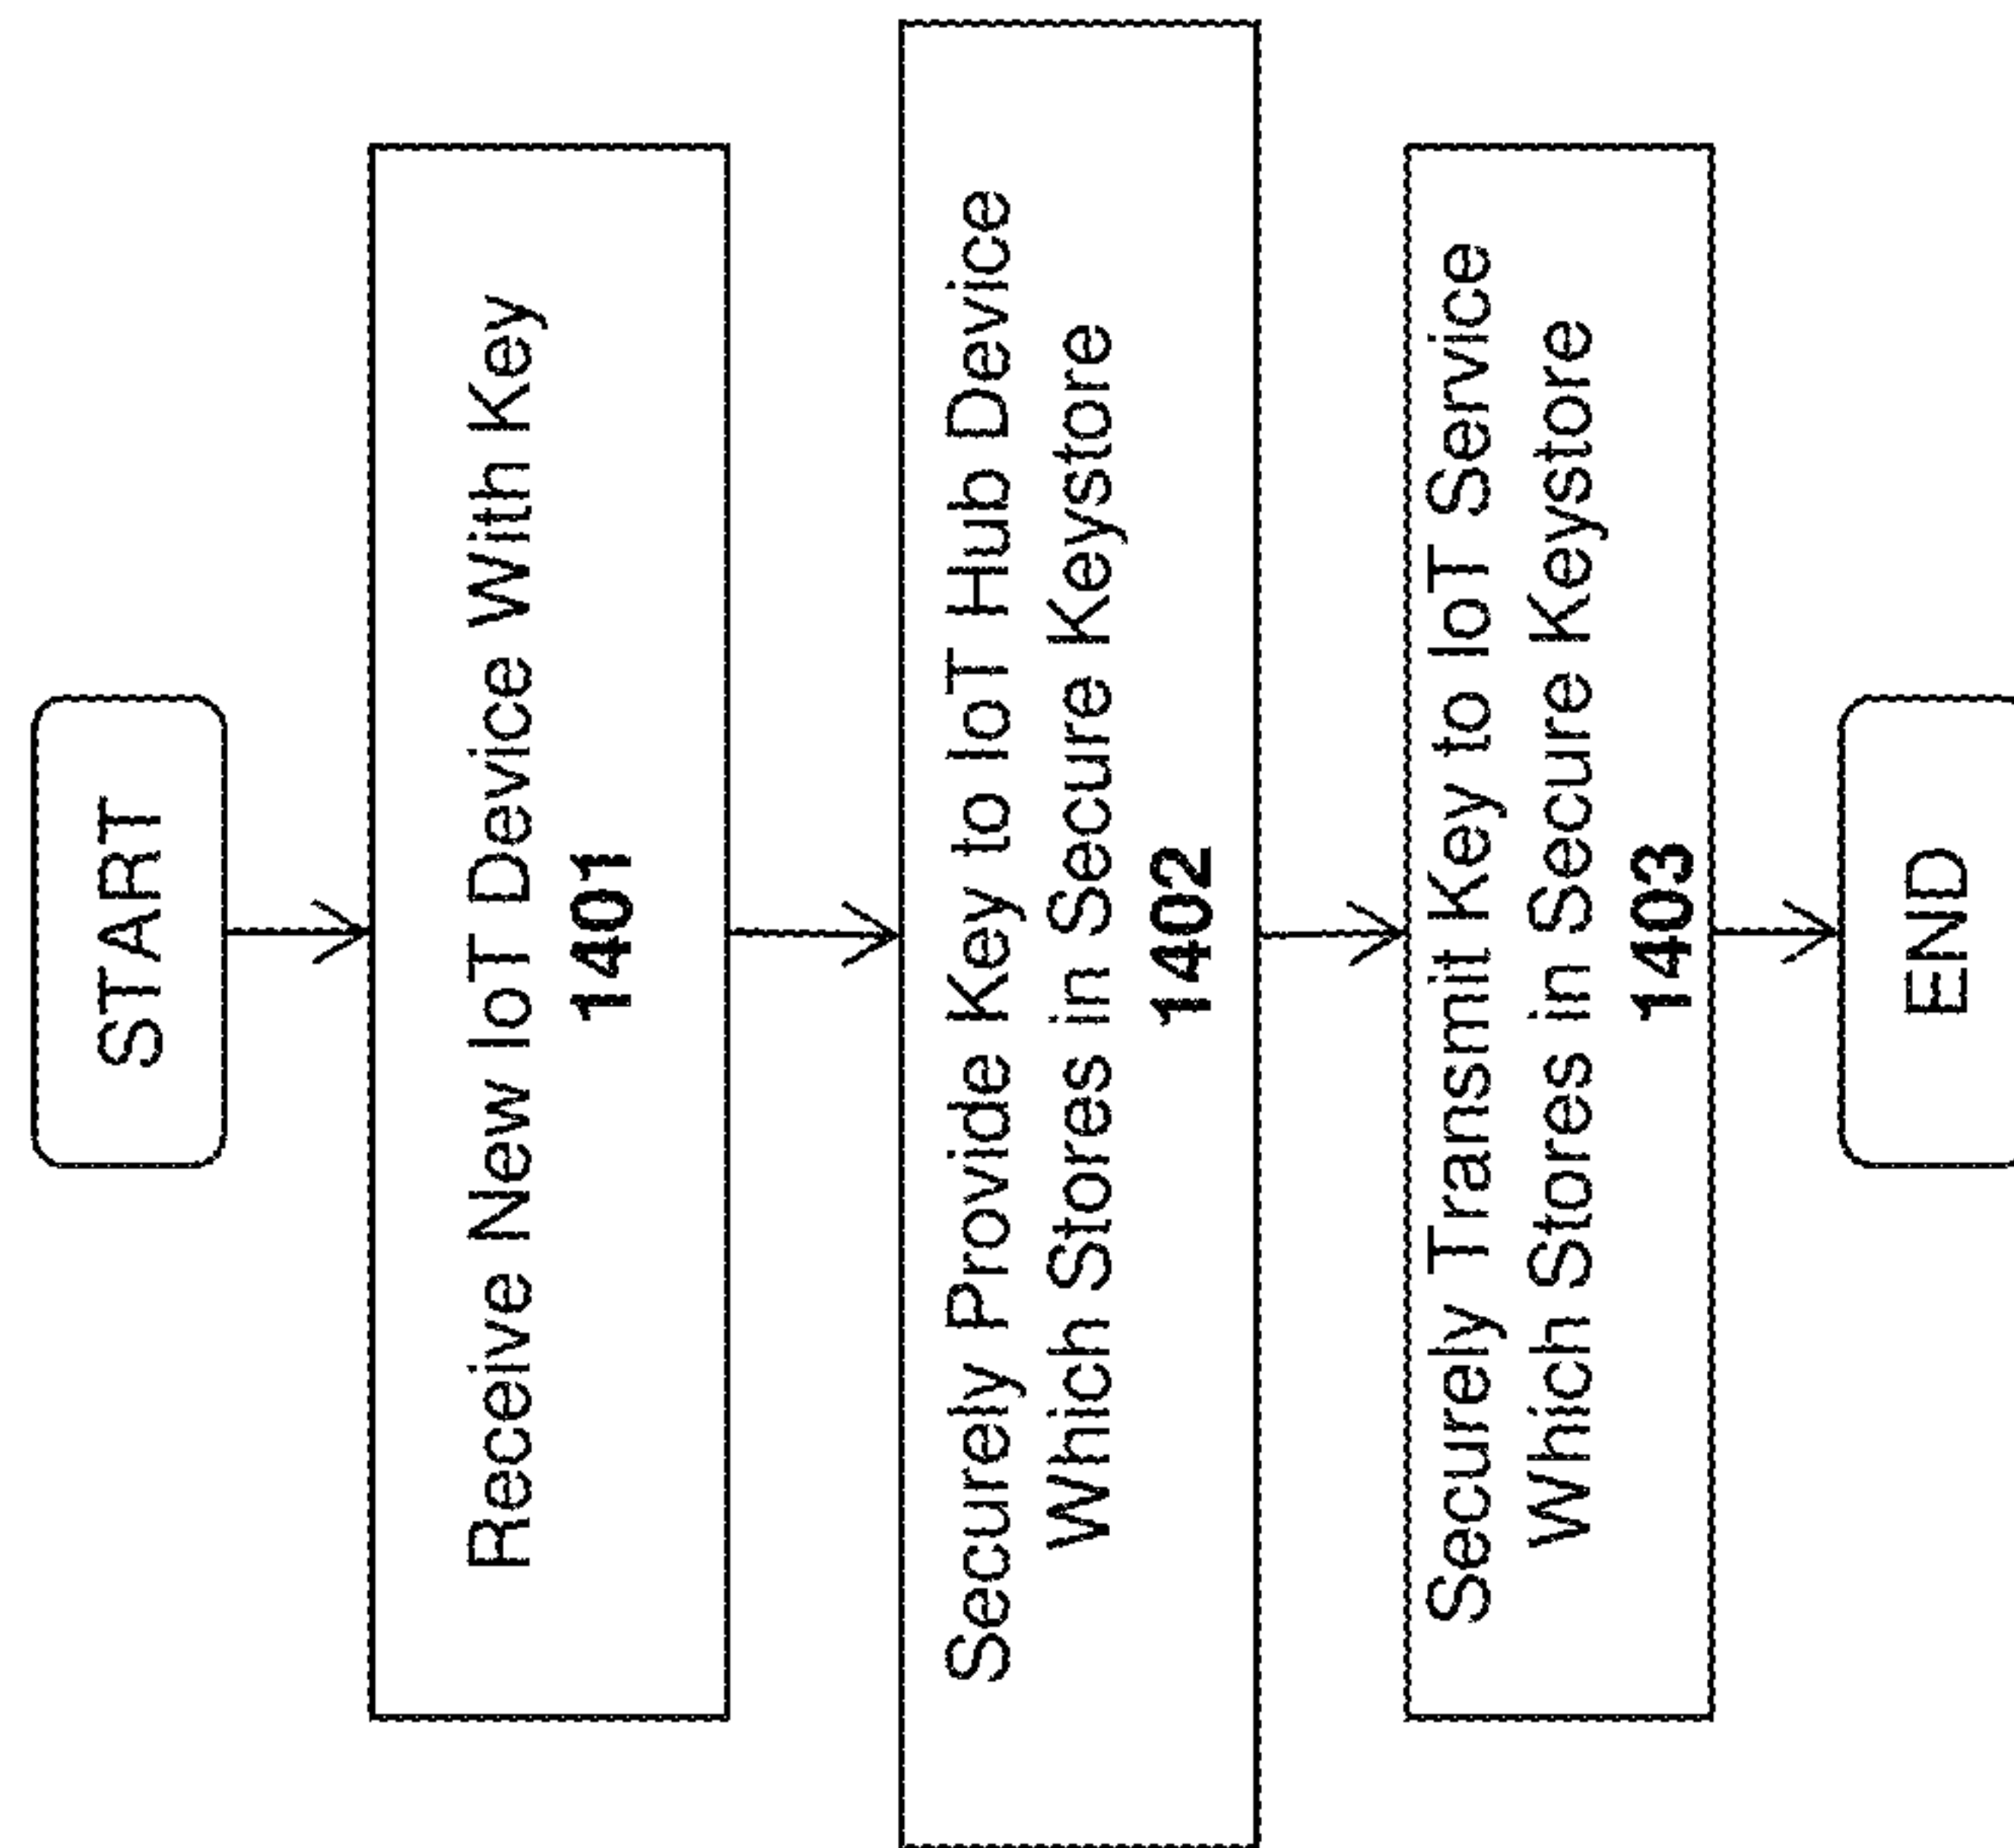 START
Receive New IoT Device With Key
1401
Securely Provide Key to IoT Hub Device
Which Stores in Secure Keystore
1402
Securely Transmit Key to IoT Service
Which Stores in Secure Keystore
1403
END